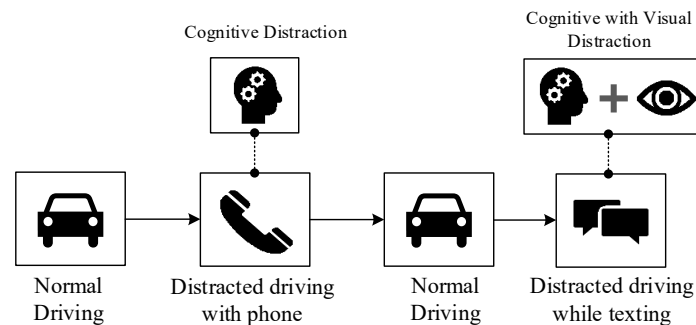 Cognitive Distraction
Cognitive with Visual
Distraction
Normal
Driving
Distracted driving
with phone
Normal
Driving
Distracted driving
while texting